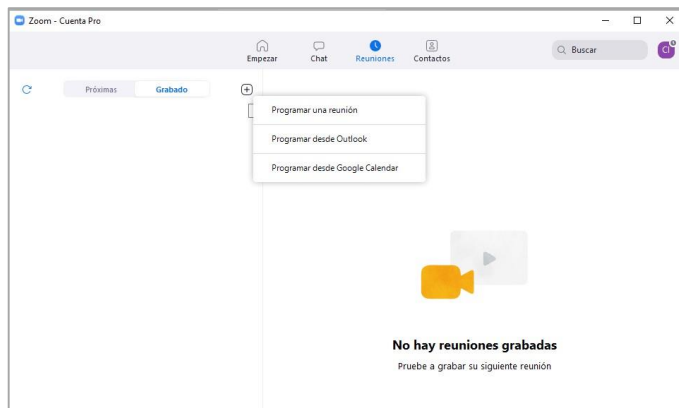 Zoom - Cuenta Pro
Empezar
Chat
Reuniones
Contactos
Buscar
CI
Próximas
Grabado
Programar una reunión
Programar desde Outlook
Programar desde Google Calendar
No hay reuniones grabadas
Pruebe a grabar su siguiente reunión